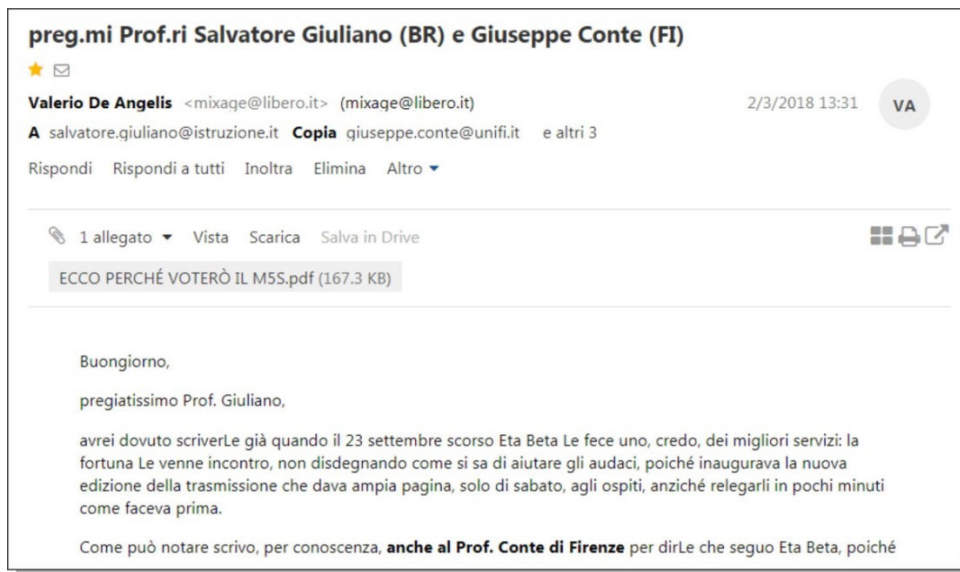 preg.mi Prof.ri Salvatore Giuliano (BR) e Giuseppe Conte (FI)
Valerio De Angelis <mixage@libero.it> (mixage@libero.it) 2/3/2018 13:31 VA
A salvatore.giuliano@istruzione.it Copia giuseppe.conte@unifi.it e altri 3
Rispondi Rispondi a tutti Inoltra Elimina Altro
1 allegato Vista Scarica Salva in Drive
ECCO PERCHÉ VOTERÒ IL M5S.pdf (167.3 KB)
Buongiorno,
pregiatissimo Prof. Giuliano,
avrei dovuto scriverLe già quando il 23 settembre scorso Eta Beta Le fece uno, credo, dei migliori servizi: la
fortuna Le venne incontro, non disdegnando come si sa di aiutare gli audaci, poiché inaugurava la nuova
edizione della trasmissione che dava ampia pagina, solo di sabato, agli ospiti, anziché relegarli in pochi minuti
come faceva prima.
Come può notare scrivo, per conoscenza, anche al Prof. Conte di Firenze per dirLe che seguo Eta Beta, poiché